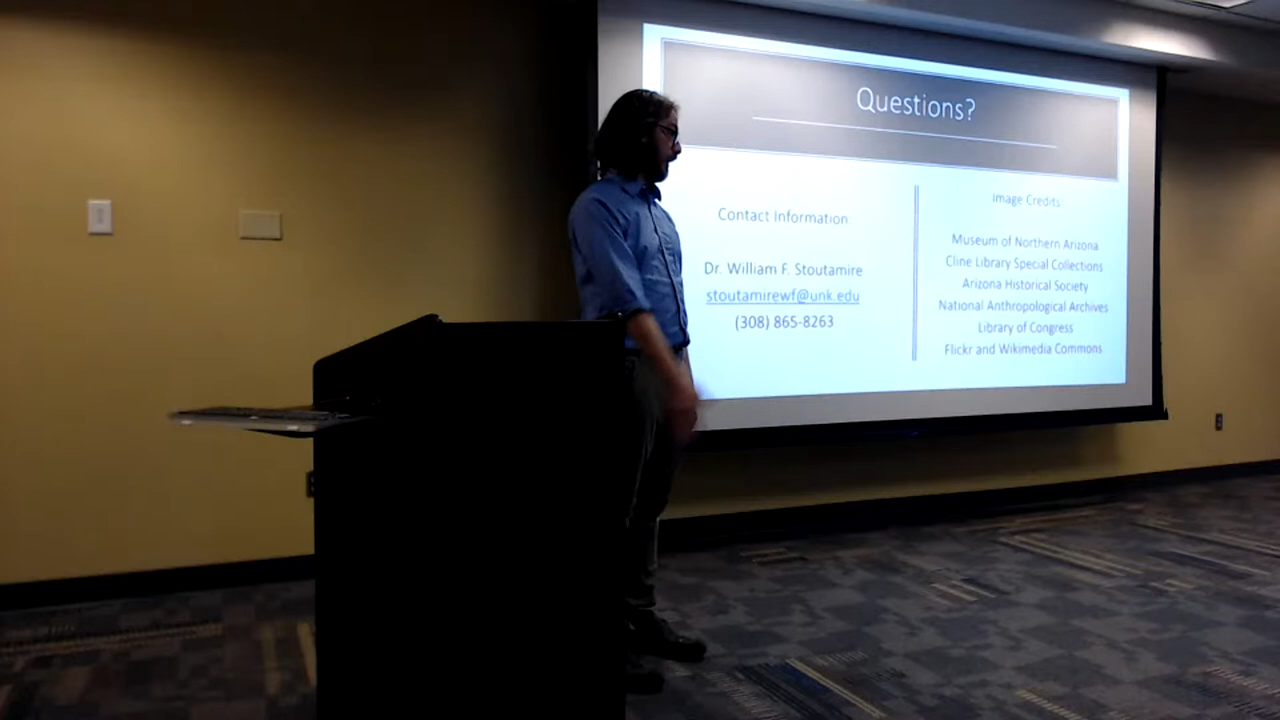 Questions?
Contact Information
Dr. William F. Stoutamire
stoutamirewf@unk.edu
(308) 865-8263
Image Credits
Museum of Northern Arizona
Cline Library Special Collections
Arizona Historical Society
National Anthropological Archives
Library of Congress
Flickr and Wikimedia Commons